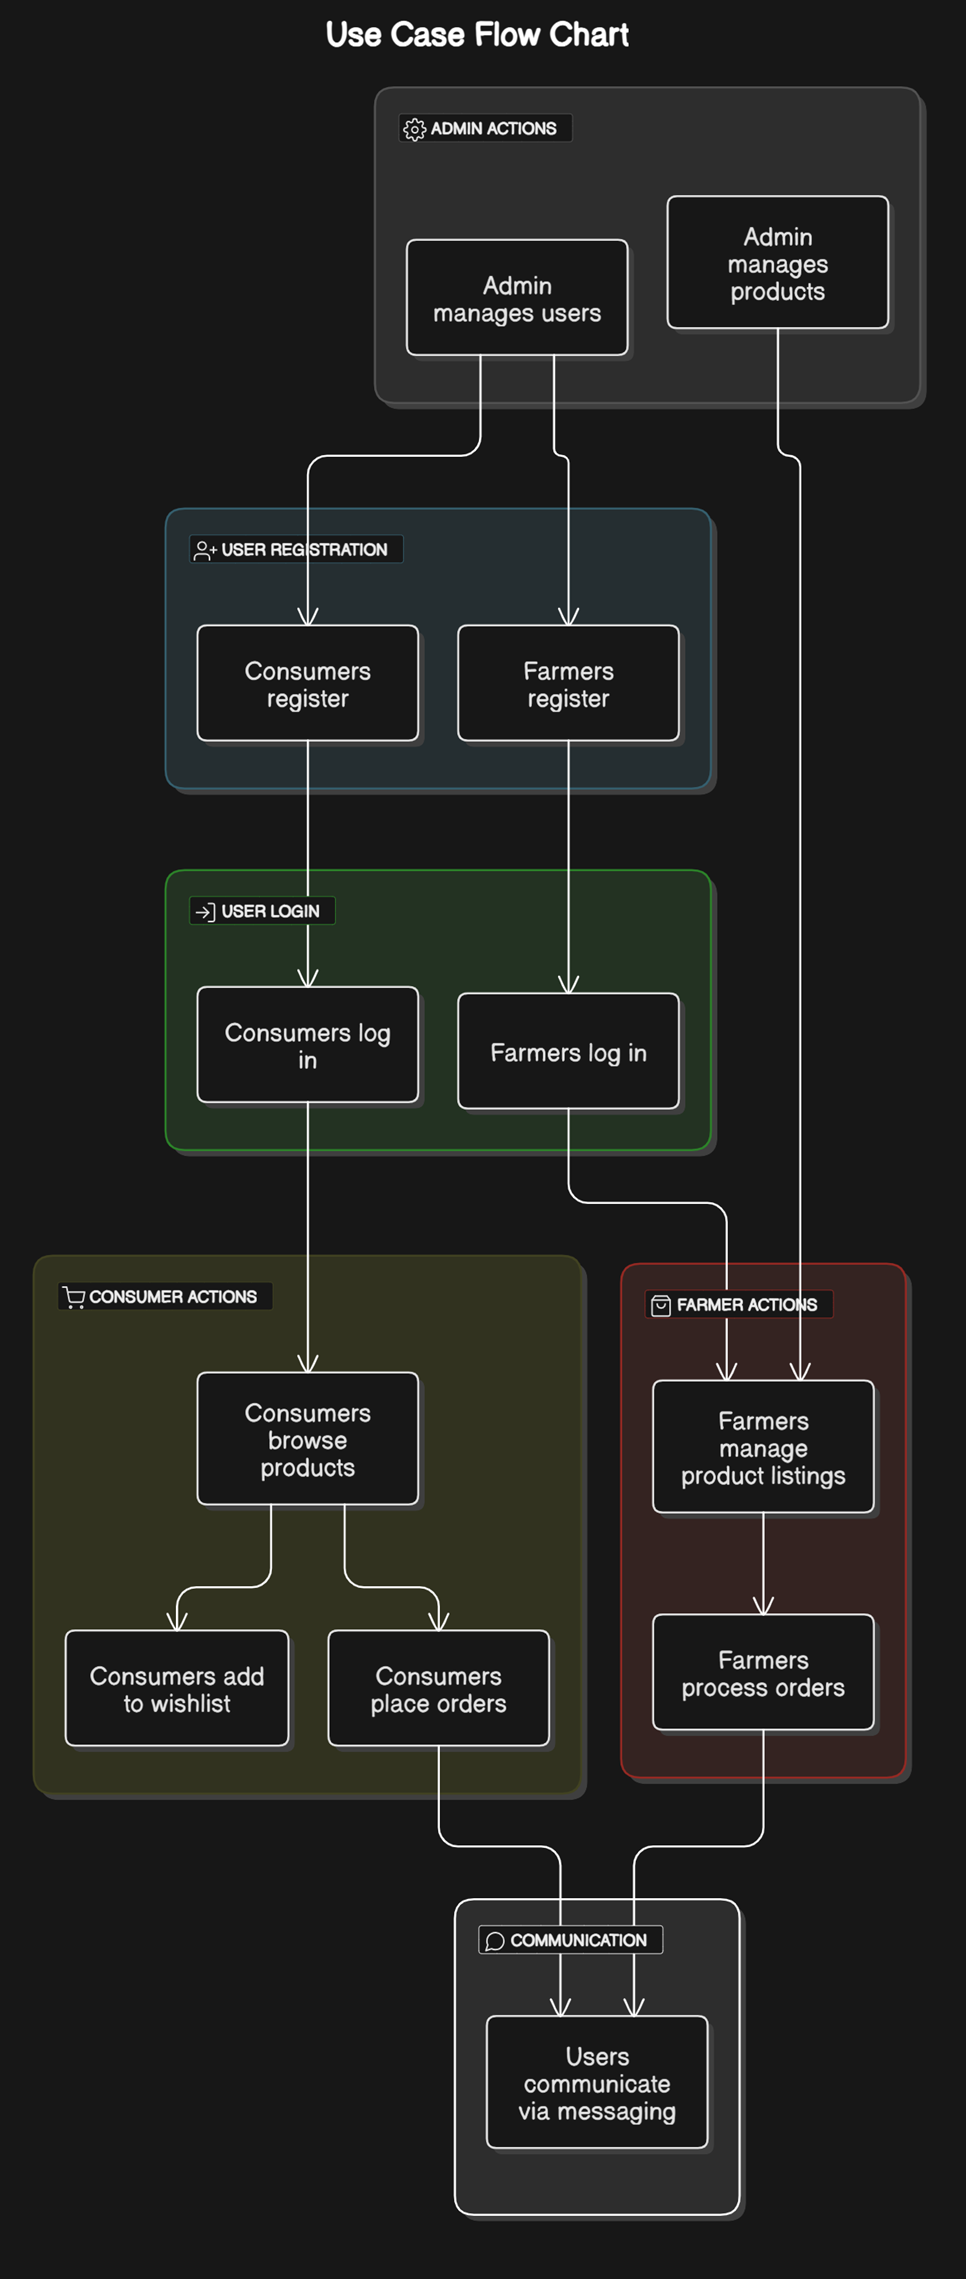 Use Case Flow Chart
ADMIN ACTIONS
Admin
manages users
Admin
manages
products
USER REGISTRATION
Consumers
register
Farmers
register
USER LOGIN
Consumers log
in
Farmers log in
CONSUMER ACTIONS
Consumers
browse
products
Consumers add
to wishlist
Consumers
place orders
FARMER ACTIONS
Farmers
manage
product listings
Farmers
process orders
COMMUNICATION
Users
communicate
via messaging